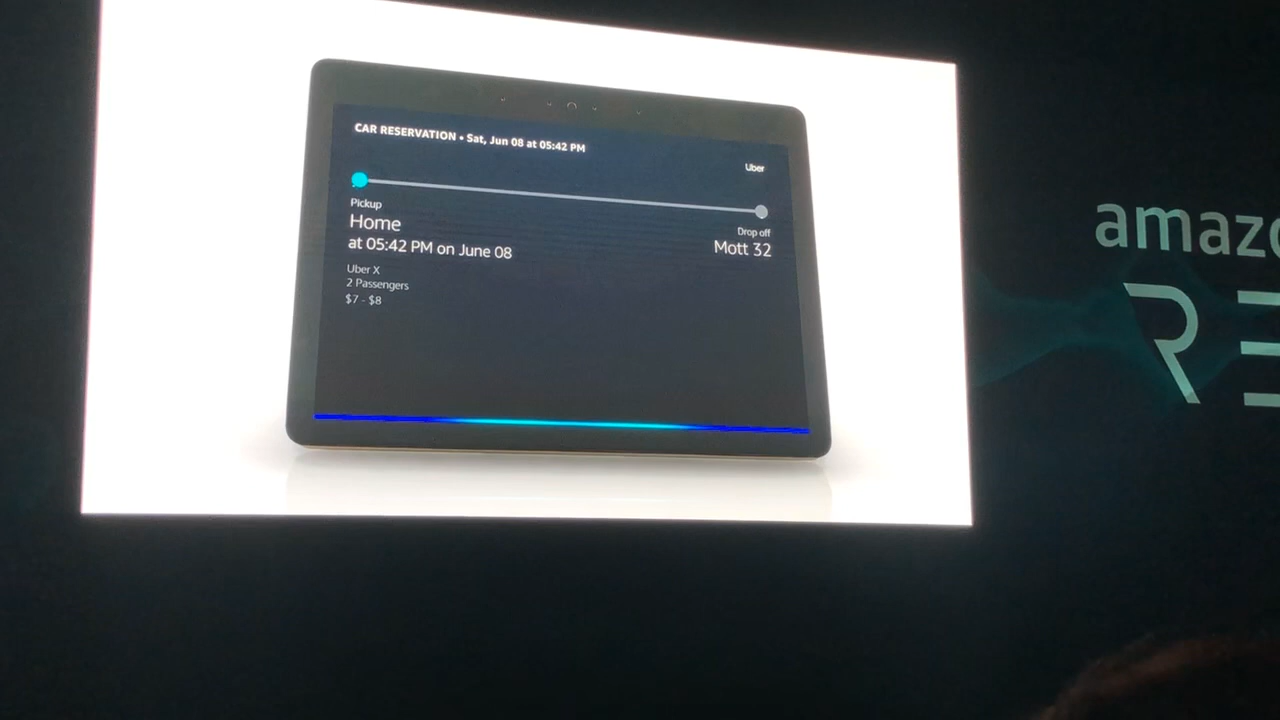 CAR RESERVATION • Sat, Jun 08 at 05:42 PM
Uber
Pickup
Home
at 05:42 PM on June 08
Drop off
Mott 32
Uber X
2 Passengers
$7 - $8
amazo
RE